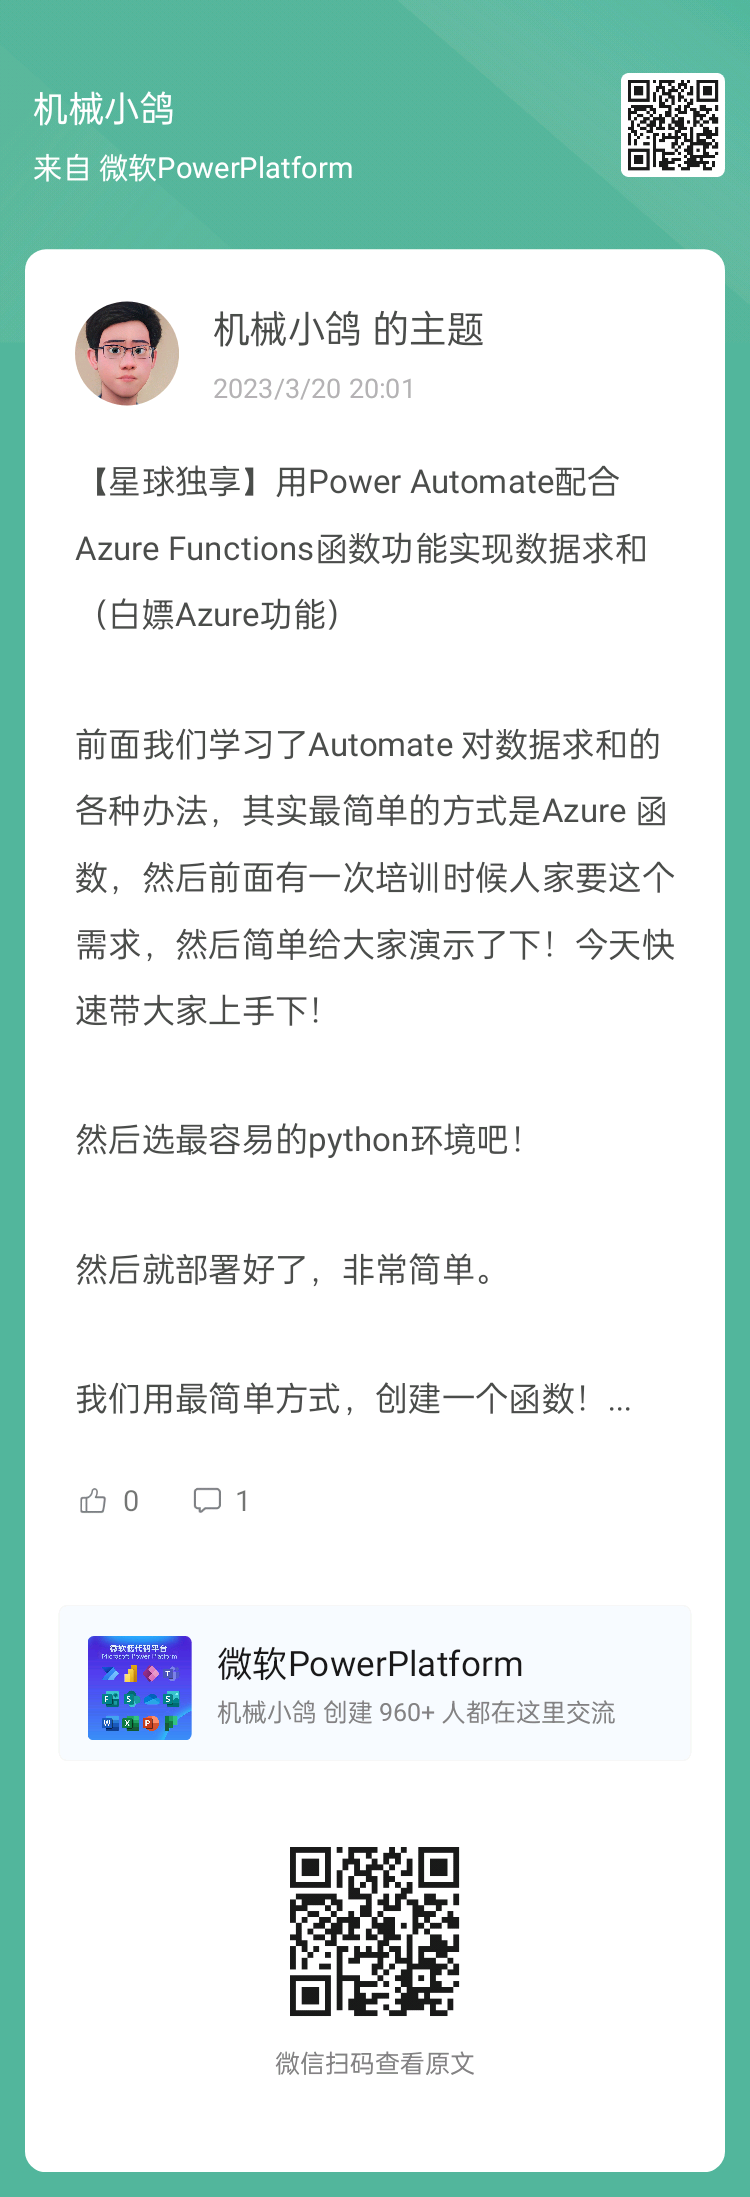 机械小鸽
来自 微软PowerPlatform
机械小鸽 的主题
2023/3/20 20:01
【星球独享】用Power Automate配合
Azure Functions函数功能实现数据求和
（白嫖Azure功能）
前面我们学习了Automate 对数据求和的
各种办法，其实最简单的方式是Azure 函
数，然后前面有一次培训时候人家要这个
需求，然后简单给大家演示了下！今天快
速带大家上手下！
然后选最容易的python环境吧！
然后就部署好了，非常简单。
我们用最简单方式，创建一个函数！...
0 1
微软低代码平台
Microsoft Power Platform
微软PowerPlatform
机械小鸽 创建 960+ 人都在这里交流
微信扫码查看原文